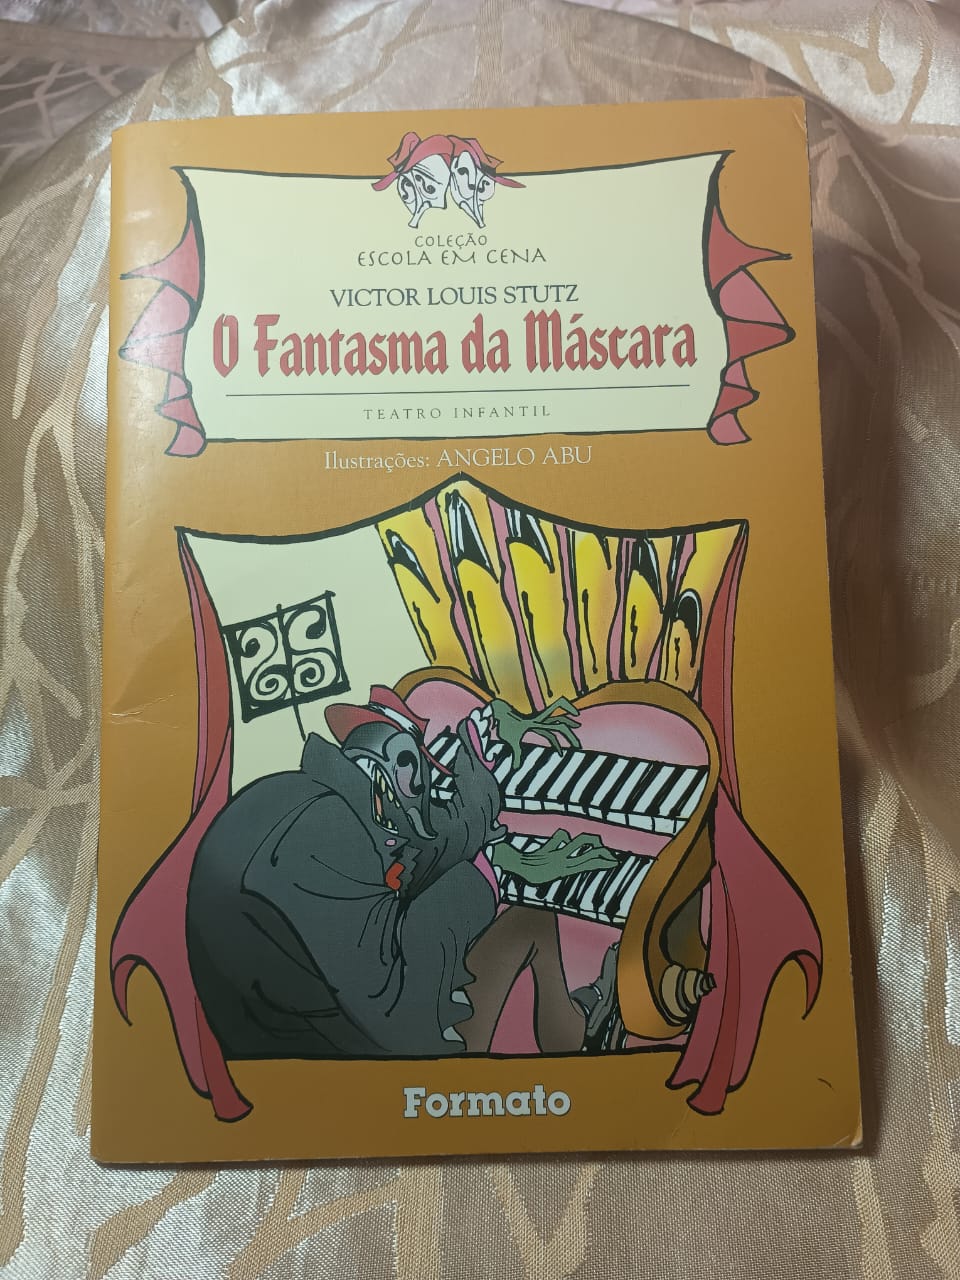 COLEÇÃO
ESCOLA EM CENA
VICTOR LOUIS STUTZ
O Fantasma da Máscara
TEATRO INFANTIL
Ilustrações: ANGELO ABU
Formato